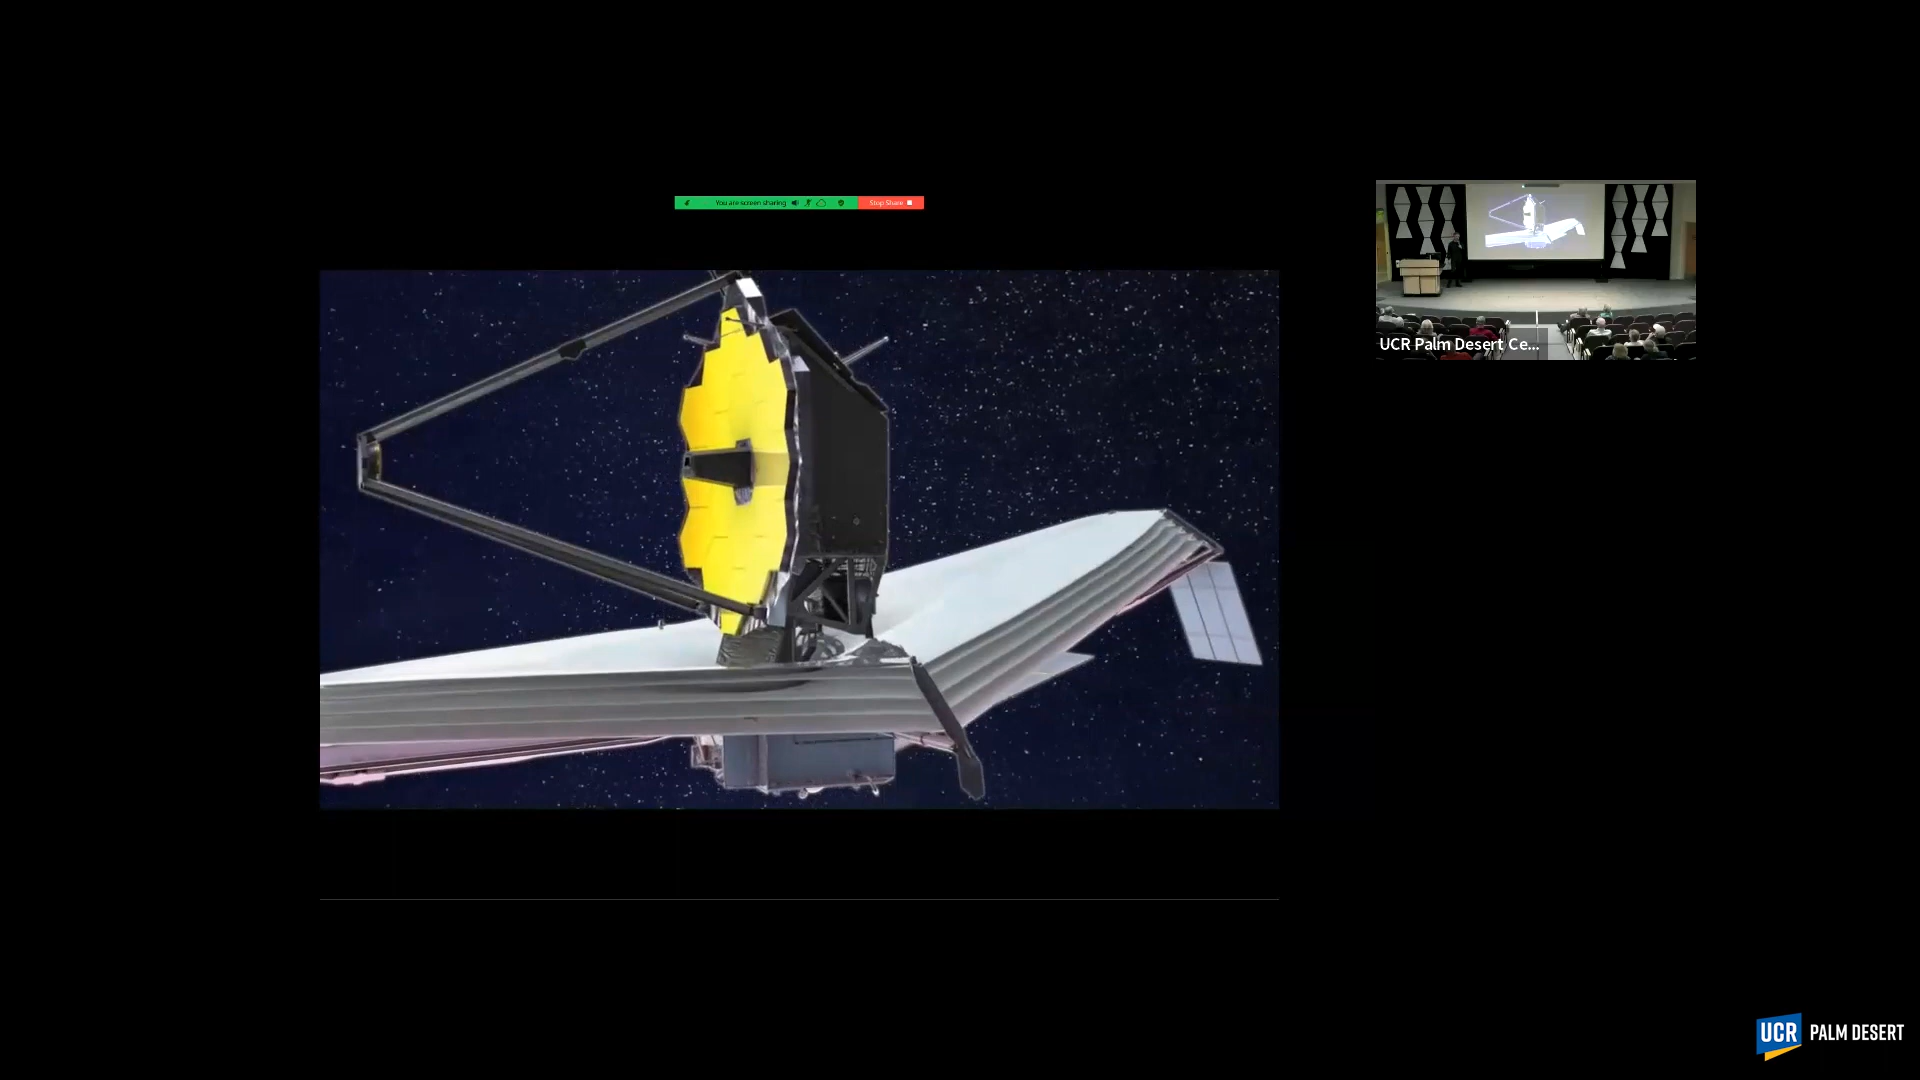 You are screen sharing
Stop Share
UCR Palm Desert Ce...
UCR PALM DESERT